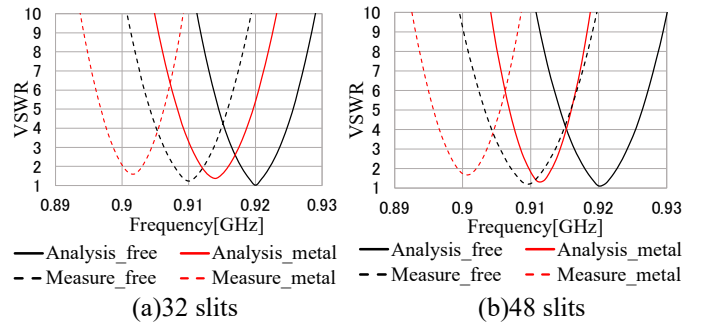 VSWR
10
9
8
7
6
5
4
3
2
1
0.89 0.9 0.91 0.92 0.93
Frequency[GHz]
Analysis_free Analysis_metal
Measure_free Measure_metal
(a)32 slits
VSWR
10
9
8
7
6
5
4
3
2
1
0.89 0.9 0.91 0.92 0.93
Frequency[GHz]
Analysis_free Analysis_metal
Measure_free Measure_metal
(b)48 slits